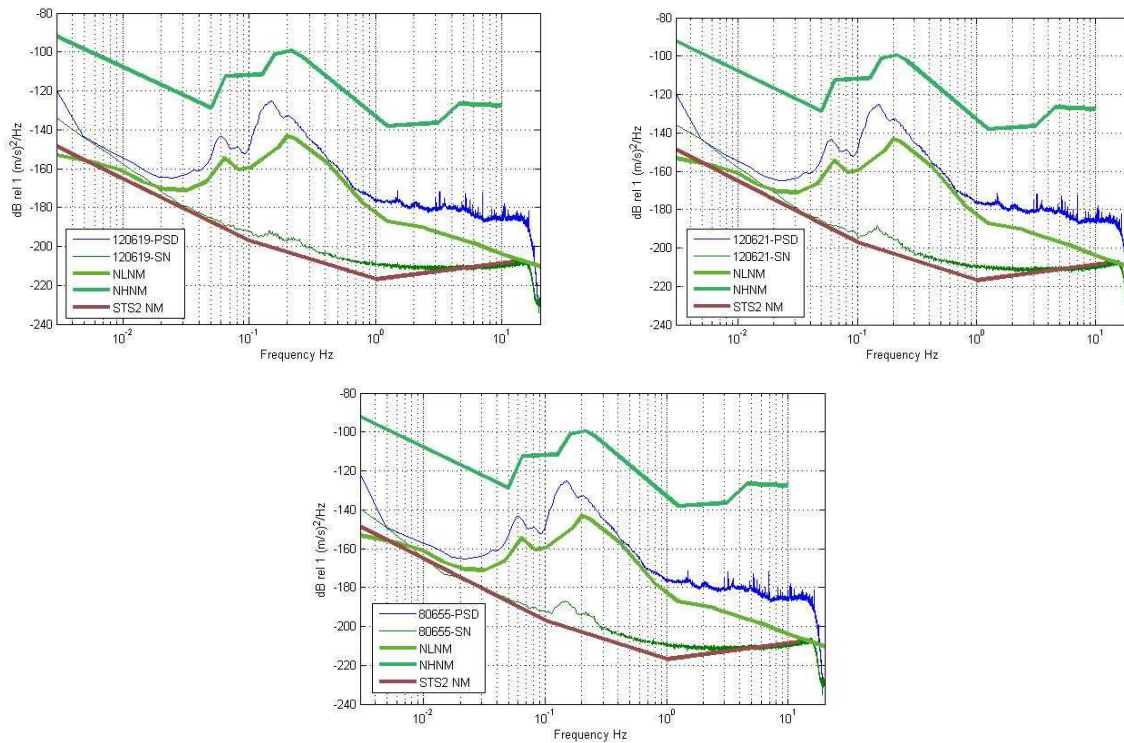 -80
-100
-120
-140
-160
-180
-200
-220
-240
dB rel 1 (m/s)²/Hz
120619-PSD
120619-SN
NLNM
NHNM
STS2 NM
10⁻²
10⁻¹
10⁰
10¹
Frequency Hz
-80
-100
-120
-140
-160
-180
-200
-220
-240
dB rel 1 (m/s)²/Hz
120621-PSD
120621-SN
NLNM
NHNM
STS2 NM
10⁻²
10⁻¹
10⁰
10¹
Frequency Hz
-80
-100
-120
-140
-160
-180
-200
-220
-240
dB rel 1 (m/s)²/Hz
80655-PSD
80655-SN
NLNM
NHNM
STS2 NM
10⁻²
10⁻¹
10⁰
10¹
Frequency Hz